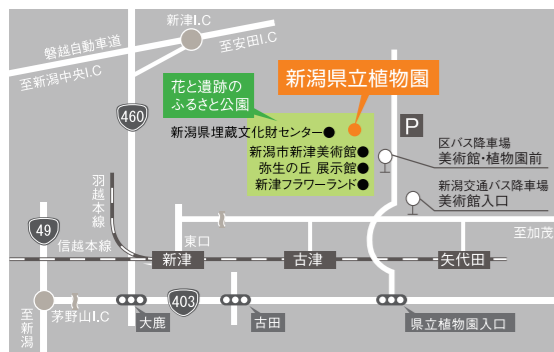 新津I.C
磐越自動車道
至安田I.C
至新潟中央I.C
460
花と遺跡の
ふるさと公園
新潟県立植物園
新潟県埋蔵文化財センター
新潟市新津美術館
弥生の丘 展示館
新津フラワーランド
P
区バス降車場
美術館・植物園前
新潟交通バス降車場
美術館入口
羽越本線
49
信越本線
東口
至加茂
新津
古津
矢代田
至新潟
茅野山I.C
403
大鹿
古田
県立植物園入口